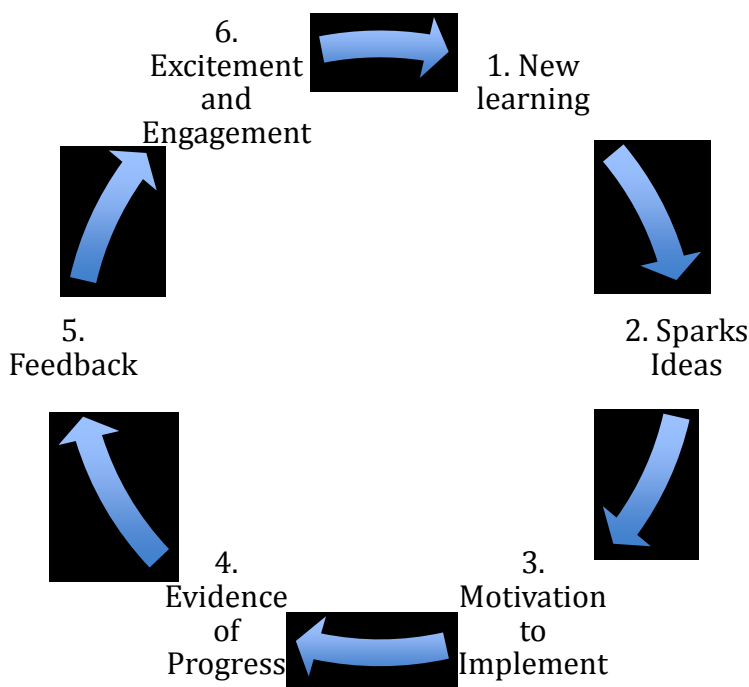 1. New
learning
2. Sparks
Ideas
3.
Motivation
to
Implement
4.
Evidence
of
Progress
5.
Feedback
6.
Excitement
and
Engagement